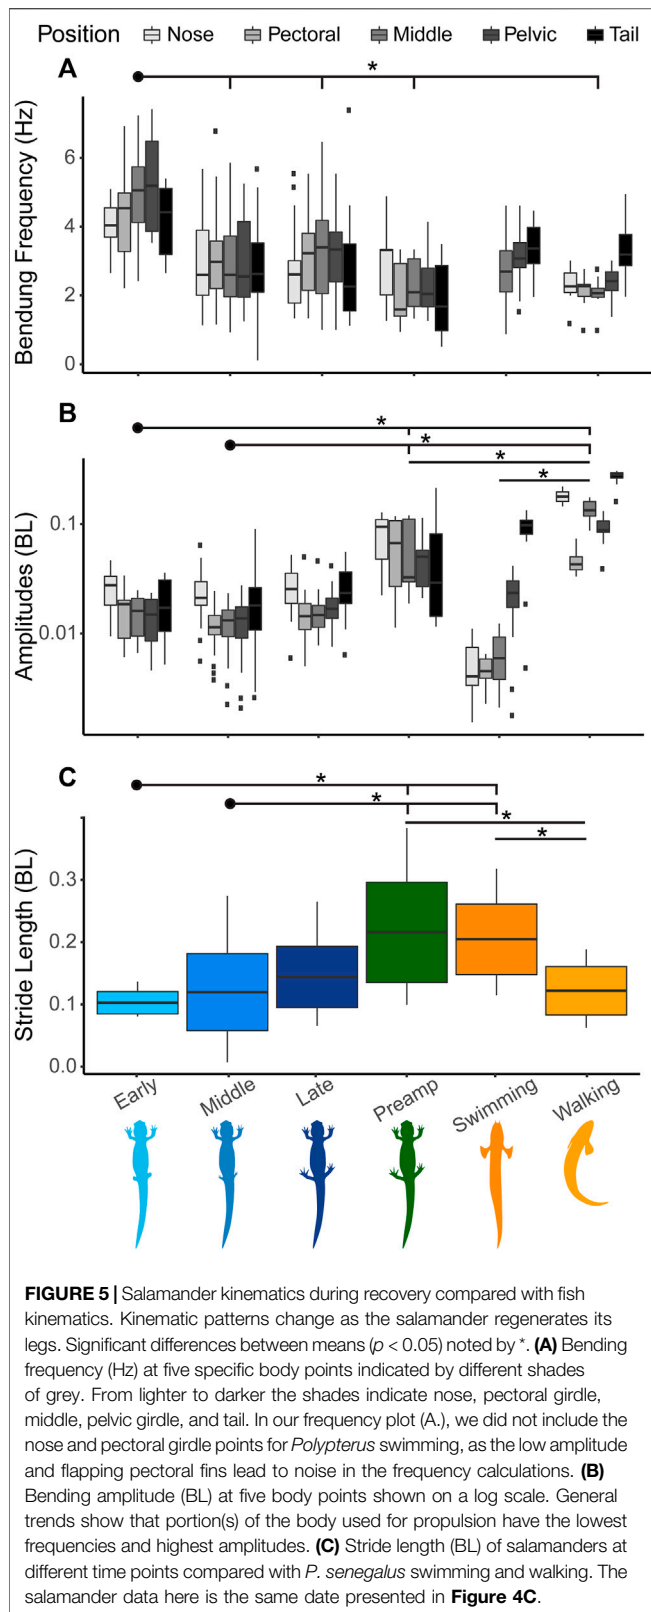 Position Nose Pectoral Middle Pelvic Tail
A
*
Bendung Frequency (Hz)
6
4
2
0
B
*
*
*
*
Amplitudes (BL)
0.1
0.01
C
*
*
*
*
Stride Length (BL)
0.3
0.2
0.1
0.0
Early Middle Late Preamp Swimming Walking
FIGURE 5 | Salamander kinematics during recovery compared with fish
kinematics. Kinematic patterns change as the salamander regenerates its
legs. Significant differences between means (p < 0.05) noted by *. (A) Bending
frequency (Hz) at five specific body points indicated by different shades
of grey. From lighter to darker the shades indicate nose, pectoral girdle,
middle, pelvic girdle, and tail. In our frequency plot (A.), we did not include the
nose and pectoral girdle points for Polypterus swimming, as the low amplitude
and flapping pectoral fins lead to noise in the frequency calculations. (B)
Bending amplitude (BL) at five body points shown on a log scale. General
trends show that portion(s) of the body used for propulsion have the lowest
frequencies and highest amplitudes. (C) Stride length (BL) of salamanders at
different time points compared with P. senegalus swimming and walking. The
salamander data here is the same date presented in Figure 4C.